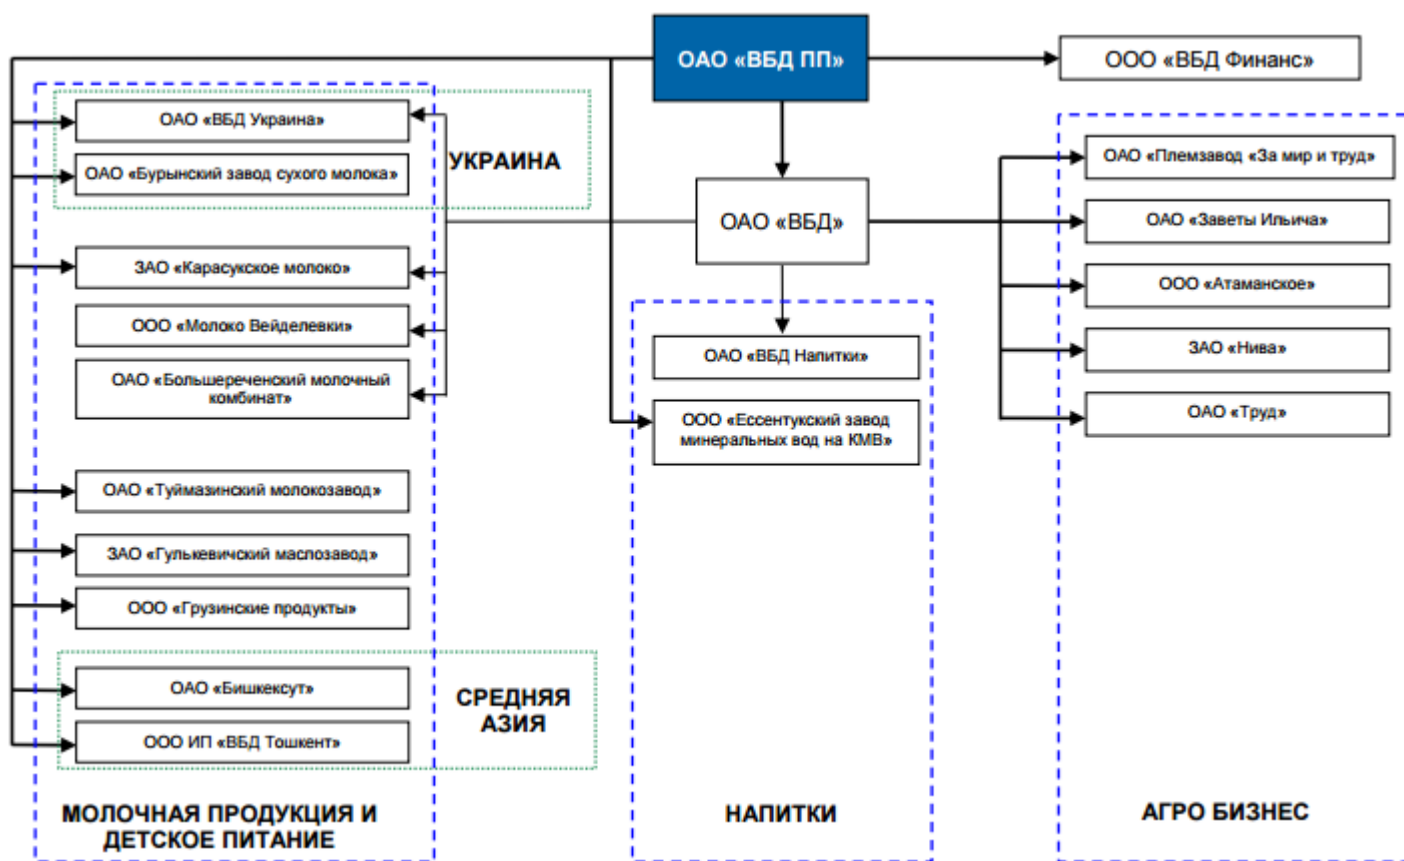 ОАО «ВБД ПП»
ООО «ВБД Финанс»
ОАО «ВБД Украина»
ОАО «Бурынский завод сухого молока»
УКРАИНА
ЗАО «Карасукское молоко»
ООО «Молоко Вейделевки»
ОАО «Большереченский молочный
комбинат»
ОАО «Туймазинский молокозавод»
ЗАО «Гулькевичский маслозавод»
ООО «Грузинские продукты»
ОАО «Бишкексут»
ООО ИП «ВБД Тошкент»
СРЕДНЯЯ
АЗИЯ
МОЛОЧНАЯ ПРОДУКЦИЯ И
ДЕТСКОЕ ПИТАНИЕ
ОАО «ВБД»
ОАО «ВБД Напитки»
ООО «Ессентукский завод
минеральных вод на КМВ»
НАПИТКИ
ОАО «Племзавод «За мир и труд»
ОАО «Заветы Ильича»
ООО «Атаманское»
ЗАО «Нива»
ОАО «Труд»
АГРО БИЗНЕС